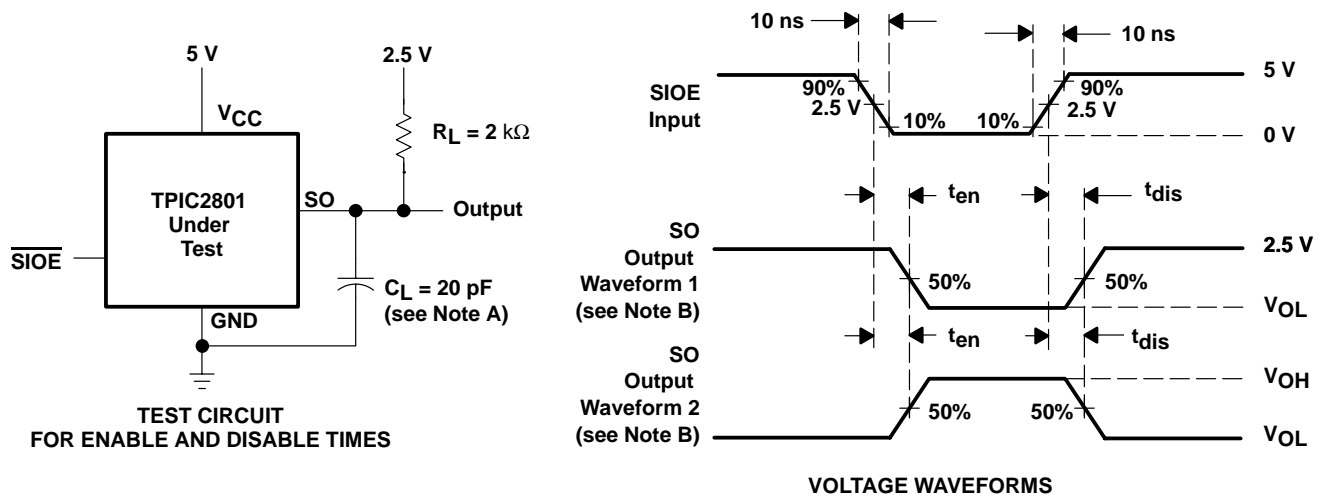 5 V
2.5 V
VCC
RL = 2 kΩ
TPIC2801
Under
Test
SO
Output
SIOE
CL = 20 pF
(see Note A)
GND
TEST CIRCUIT
FOR ENABLE AND DISABLE TIMES
10 ns
10 ns
SIOE
Input
90%
2.5 V
10%
10%
90%
2.5 V
5 V
0 V
ten
tdis
SO
Output
Waveform 1
(see Note B)
50%
50%
2.5 V
VOL
ten
tdis
SO
Output
Waveform 2
(see Note B)
50%
50%
VOH
VOL
VOLTAGE WAVEFORMS